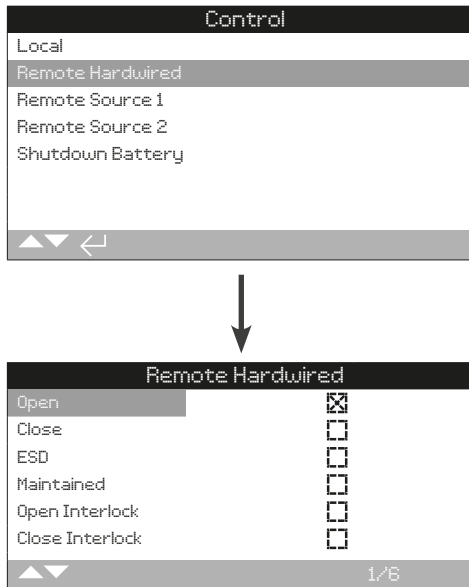 Control
Local
Remote Hardwired
Remote Source 1
Remote Source 2
Shutdown Battery
Remote Hardwired
Open
Close
ESD
Maintained
Open Interlock
Close Interlock
1/6